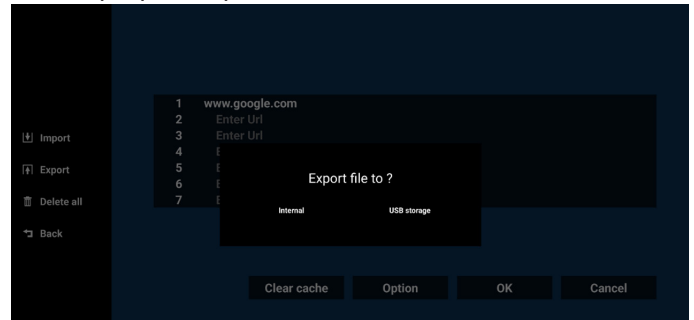 1 www.google.com
2 Enter Url
3 Enter Url
4 E
5 E
6 E
7 E
Import
Export
Delete all
Back
Export file to ?
Internal USB storage
Clear cache Option OK Cancel